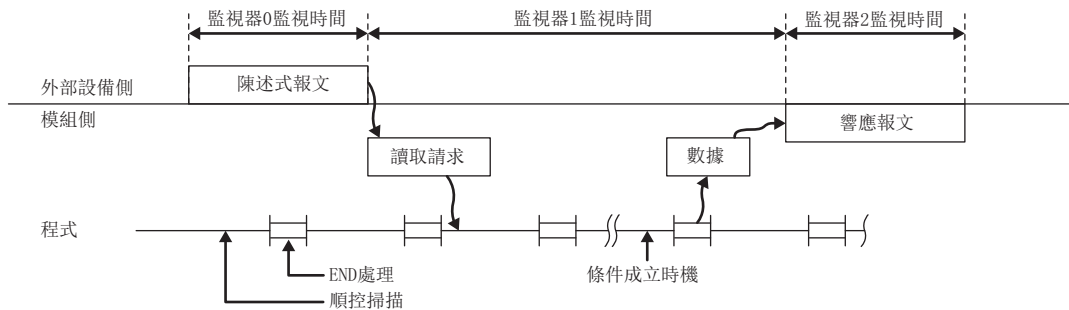 監視器0監視時間
監視器1監視時間
監視器2監視時間
外部設備側
陳述式報文
模組側
響應報文
讀取請求
數據
程式
END處理
條件成立時機
順控掃描